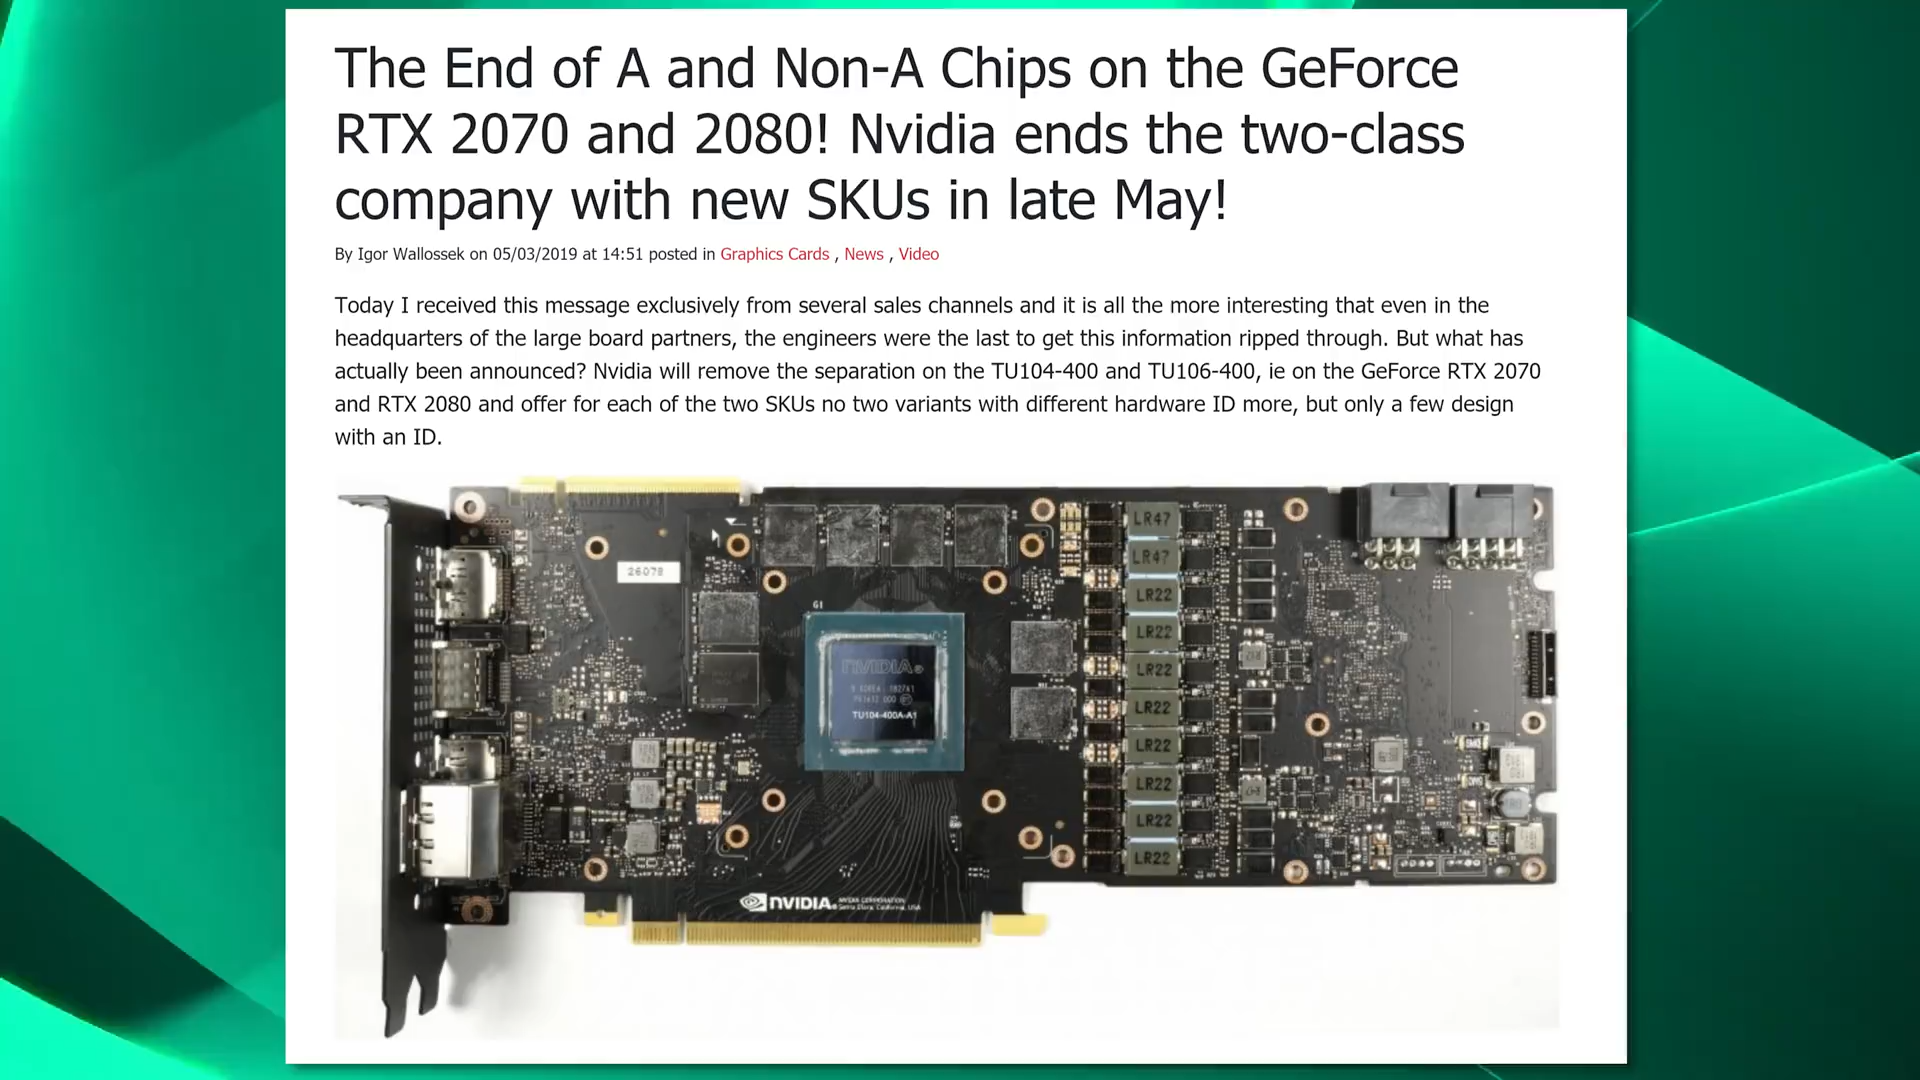 The End of A and Non-A Chips on the GeForce
RTX 2070 and 2080! Nvidia ends the two-class
company with new SKUs in late May!
By Igor Wallossek on 05/03/2019 at 14:51 posted in Graphics Cards , News , Video
Today I received this message exclusively from several sales channels and it is all the more interesting that even in the
headquarters of the large board partners, the engineers were the last to get this information ripped through. But what has
actually been announced? Nvidia will remove the separation on the TU104-400 and TU106-400, ie on the GeForce RTX 2070
and RTX 2080 and offer for each of the two SKUs no two variants with different hardware ID more, but only a few design
with an ID.
LR47
LR47
26078
LR22
G1
LR22
NVIDIA
LR22
TU104-400A-A1
LR22
LR22
LR22
LR22
LR22
NVIDIA
NVIDIA CORPORATION
Santa Clara, California, USA